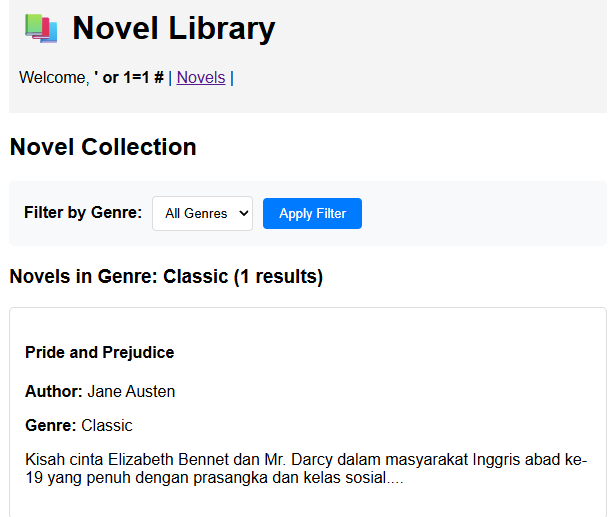 Novel Library
Welcome, ' or 1=1 # | Novels |
Novel Collection
Filter by Genre: All Genres Apply Filter
Novels in Genre: Classic (1 results)
Pride and Prejudice
Author: Jane Austen
Genre: Classic
Kisah cinta Elizabeth Bennet dan Mr. Darcy dalam masyarakat Inggris abad ke-
19 yang penuh dengan prasangka dan kelas sosial....